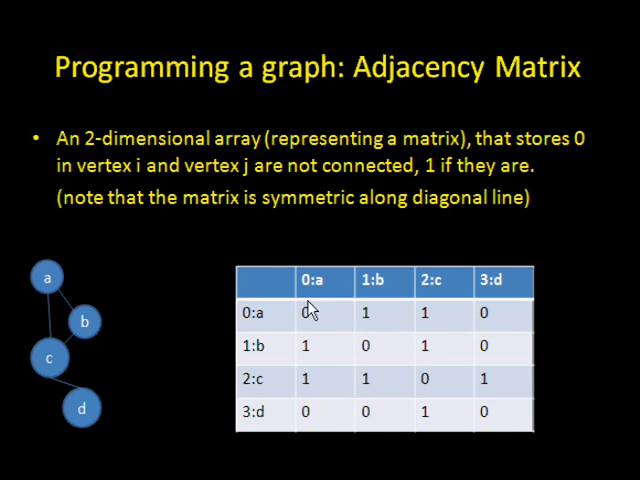 Programming a graph: Adjacency Matrix
• An 2-dimensional array (representing a matrix), that stores 0
in vertex i and vertex j are not connected, 1 if they are.
(note that the matrix is symmetric along diagonal line)
a
b
c
d
0:a 1:b 2:c 3:d
0:a 0 1 1 0
1:b 1 0 1 0
2:c 1 1 0 1
3:d 0 0 1 0